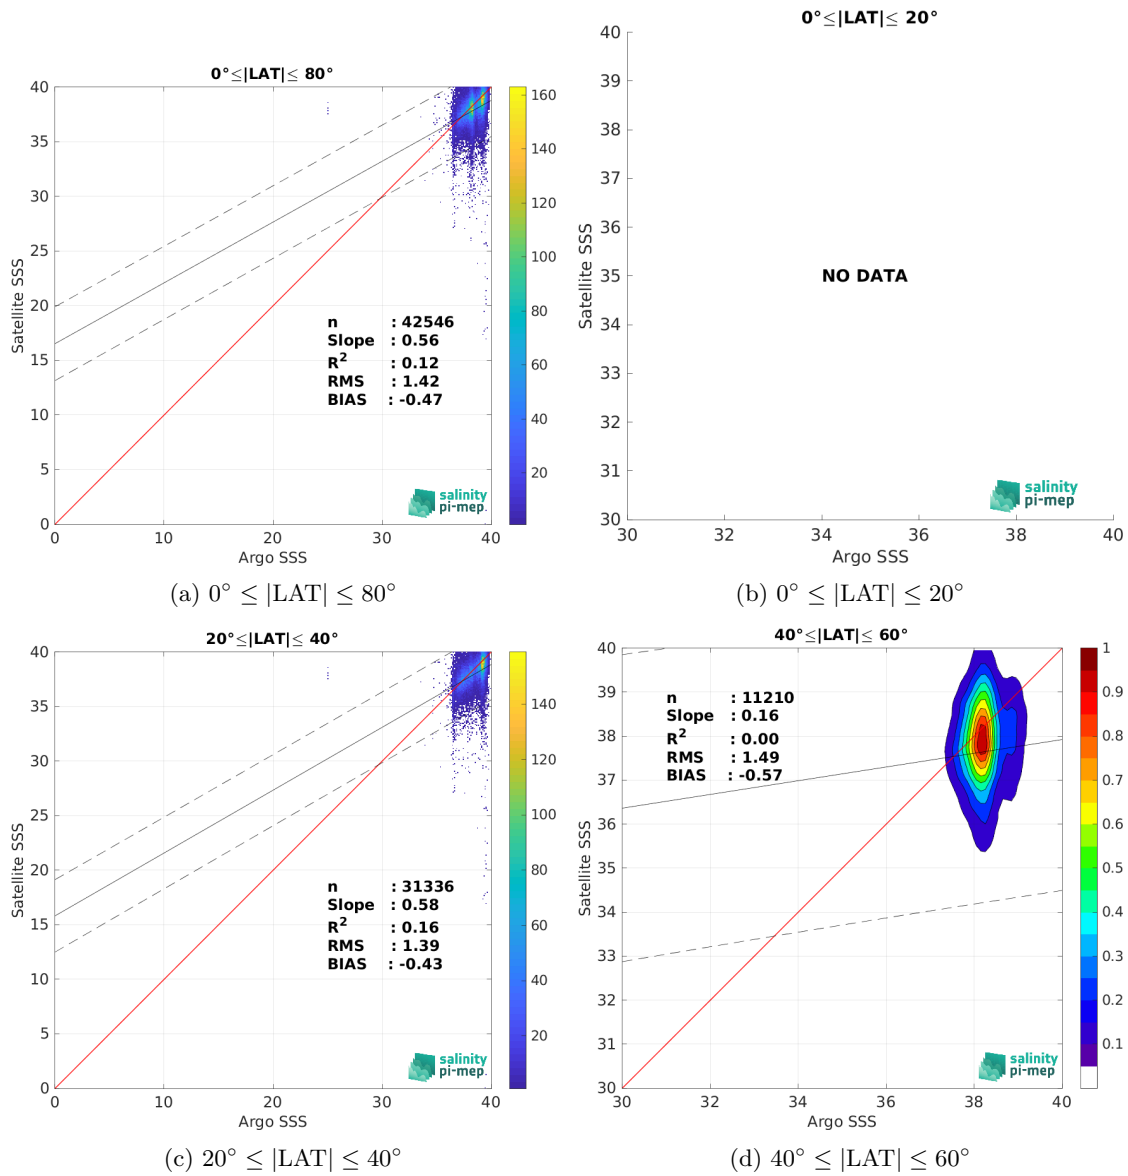 0°≤|LAT|≤ 80°
40
35
30
25
20
15
10
5
0
Satellite SSS
n : 42546
Slope : 0.56
R² : 0.12
RMS : 1.42
BIAS : -0.47
salinity
pi-mep.
0 10 20 30 40
Argo SSS
160
140
120
100
80
60
40
20
(a) 0° ≤ |LAT| ≤ 80°
0°≤|LAT|≤ 20°
40
39
38
37
36
35
34
33
32
31
30
Satellite SSS
NO DATA
salinity
pi-mep
30 32 34 36 38 40
Argo SSS
(b) 0° ≤ |LAT| ≤ 20°
20°≤|LAT|≤ 40°
40
35
30
25
20
15
10
5
0
Satellite SSS
n : 31336
Slope : 0.58
R² : 0.16
RMS : 1.39
BIAS : -0.43
salinity
pi-mep.
0 10 20 30 40
Argo SSS
140
120
100
80
60
40
20
(c) 20° ≤ |LAT| ≤ 40°
40°≤|LAT|≤ 60°
40
39
38
37
36
35
34
33
32
31
30
Satellite SSS
n : 11210
Slope : 0.16
R² : 0.00
RMS : 1.49
BIAS : -0.57
salinity
pi-mep
30 32 34 36 38 40
Argo SSS
1
0.9
0.8
0.7
0.6
0.5
0.4
0.3
0.2
0.1
(d) 40° ≤ |LAT| ≤ 60°